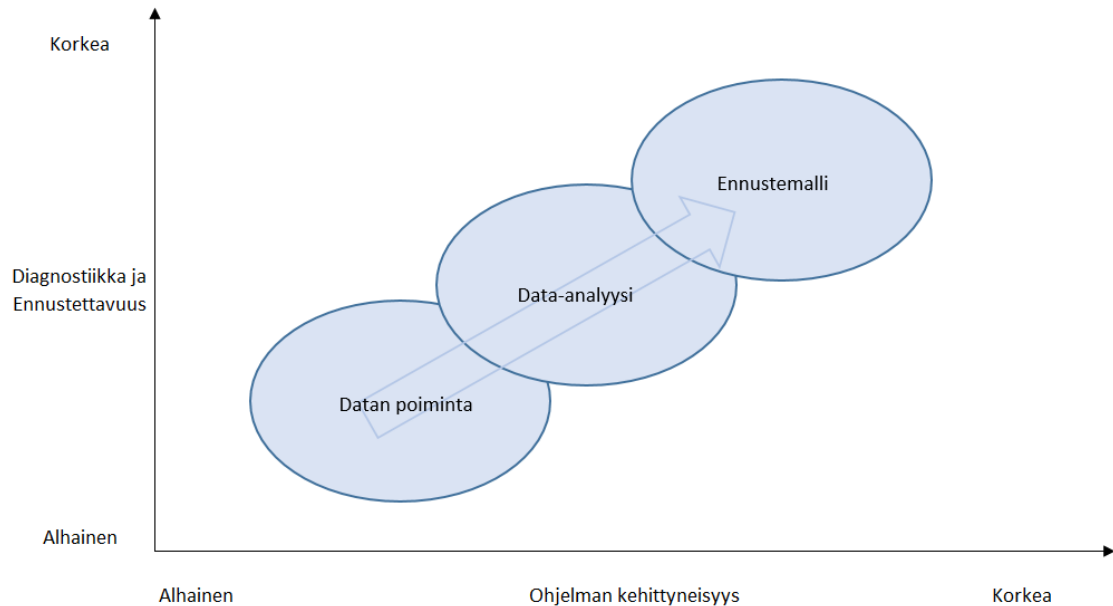 Korkea
Ennustemalli
Diagnostiikka ja
Ennustettavuus
Data-analyysi
Datan poiminta
Alhainen
Alhainen
Ohjelman kehittyneisyys
Korkea